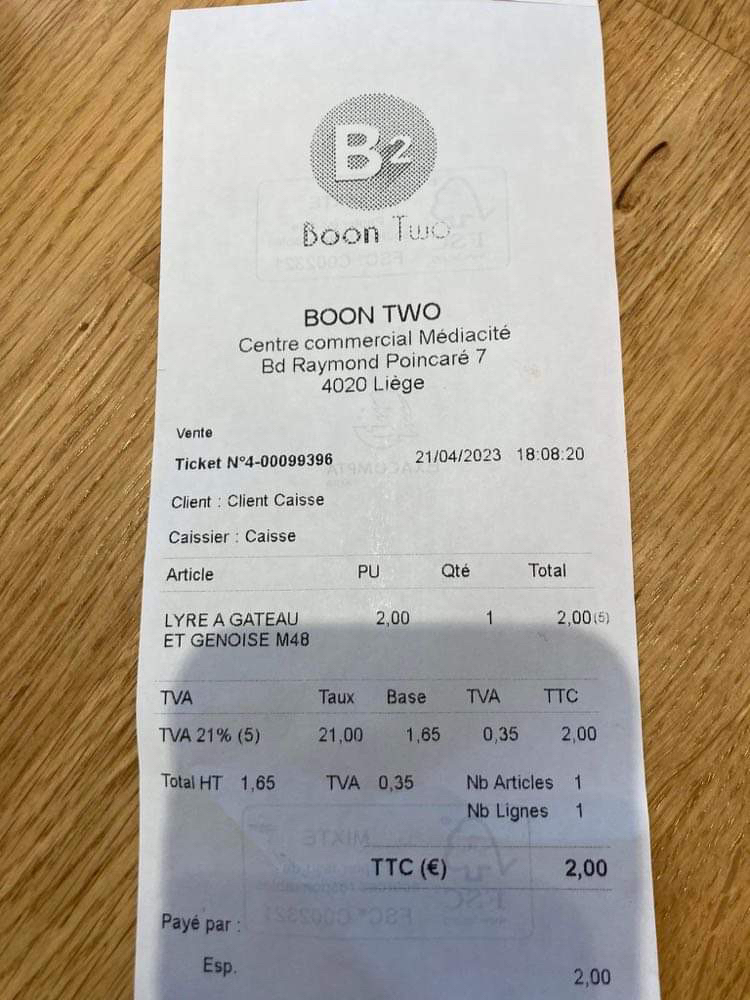 B2
Boon Two
BOON TWO
Centre commercial Médiacité
Bd Raymond Poincaré 7
4020 Liège
Vente
Ticket N°4-00099396 21/04/2023 18:08:20
Client : Client Caisse
Caissier : Caisse
Article PU Qté Total
LYRE A GATEAU 2,00 1 2,00(5)
ET GENOISE M48
TVA Taux Base TVA TTC
TVA 21% (5) 21,00 1,65 0,35 2,00
Total HT 1,65 TVA 0,35 Nb Articles 1
Nb Lignes 1
TTC (€) 2,00
Payé par :
Esp. 2,00